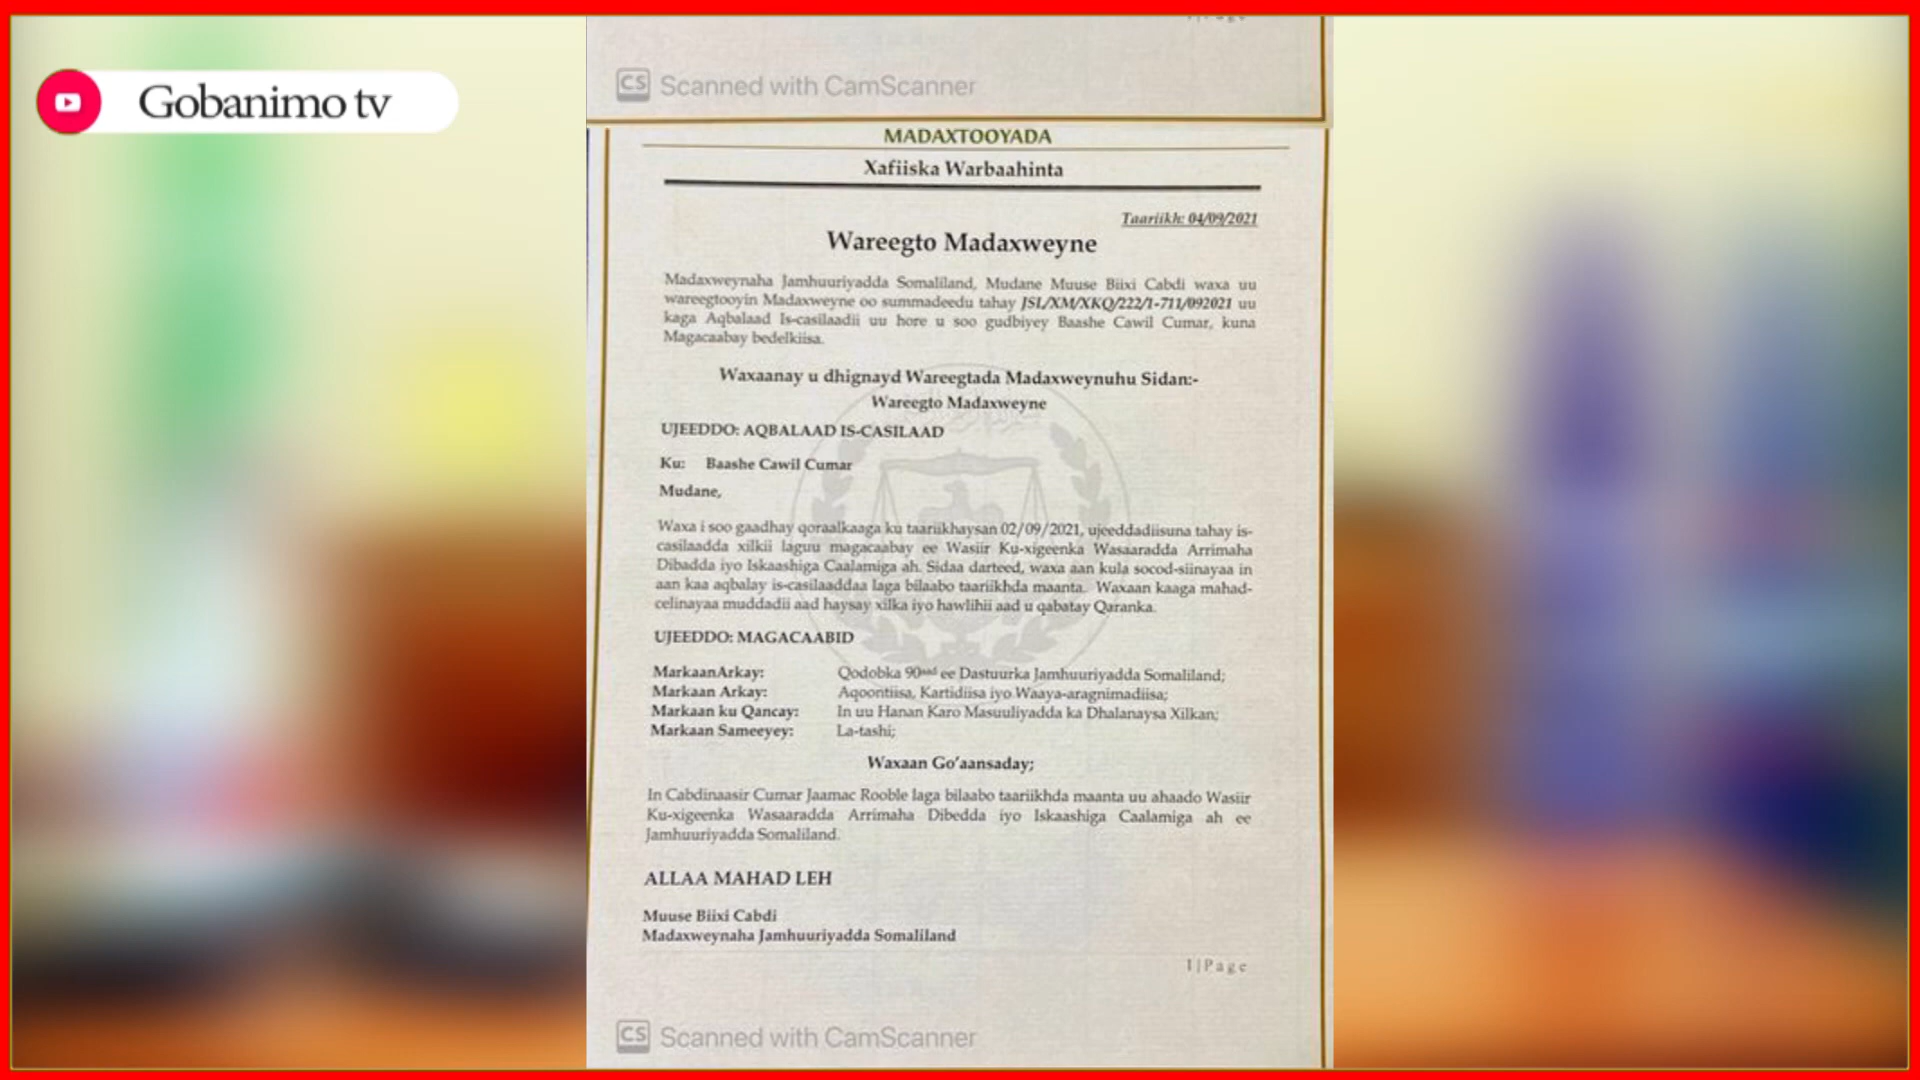 Gobanimo tv
CS Scanned with CamScanner
MADAXTOOYADA
Xafiiska Warbaahinta
Taariikh: 04/09/2021
Wareegto Madaxweyne
Madaxweynaha Jamhuuriyadda Somaliland, Mudane Muuse Biixi Cabdi waxa uu
wareegtooyin Madaxweyne oo summadeedu tahay JSL/XM/XKQ/222/1-711/092021 uu
kaga Aqbalaad Is-casilaadii uu hore u soo gudbiyey Baashe Cawil Cumar, kuna
Magacaabay bedelkiisa.
Waxaanay u dhignayd Wareegtada Madaxweynuhu Sidan:-
Wareegto Madaxweyne
UJEEDDO: AQBALAAD IS-CASILAAD
Ku: Baashe Cawil Cumar
Mudane,
Waxa i soo gaadhay qoraalkaaga ku taariikhaysan 02/09/2021, ujeeddadiisuna tahay is-
casilaadda xilkii laguu magacaabay ee Wasiir Ku-xigeenka Wasaaradda Arrimaha
Dibadda iyo Iskaashiga Caalamiga ah. Sidaa darteed, waxa aan kula socod-siinayaa in
aan kaa aqbalay is-casilaaddaa laga bilaabo taariikhda maanta. Waxaan kaaga mahad-
celinayaa muddadii aad haysay xilka iyo hawlihii aad u qabatay Qaranka.
UJEEDDO: MAGACAABID
MarkaanArkay: Qodobka 90aad ee Dastuurka Jamhuuriyadda Somaliland;
Markaan Arkay: Aqoontiisa, Kartidiisa iyo Waaya-aragnimadiisa;
Markaan ku Qancay: In uu Hanan Karo Masuuliyadda ka Dhalanaysa Xilkan;
Markaan Sameeyey: La-tashi;
Waxaan Go'aansaday;
In Cabdinaasir Cumar Jaamac Rooble laga bilaabo taariikhda maanta uu ahaado Wasiir
Ku-xigeenka Wasaaradda Arrimaha Dibedda iyo Iskaashiga Caalamiga ah ee
Jamhuuriyadda Somaliland.
ALLAA MAHAD LEH
Muuse Biixi Cabdi
Madaxweynaha Jamhuuriyadda Somaliland
1|Page
CS Scanned with CamScanner